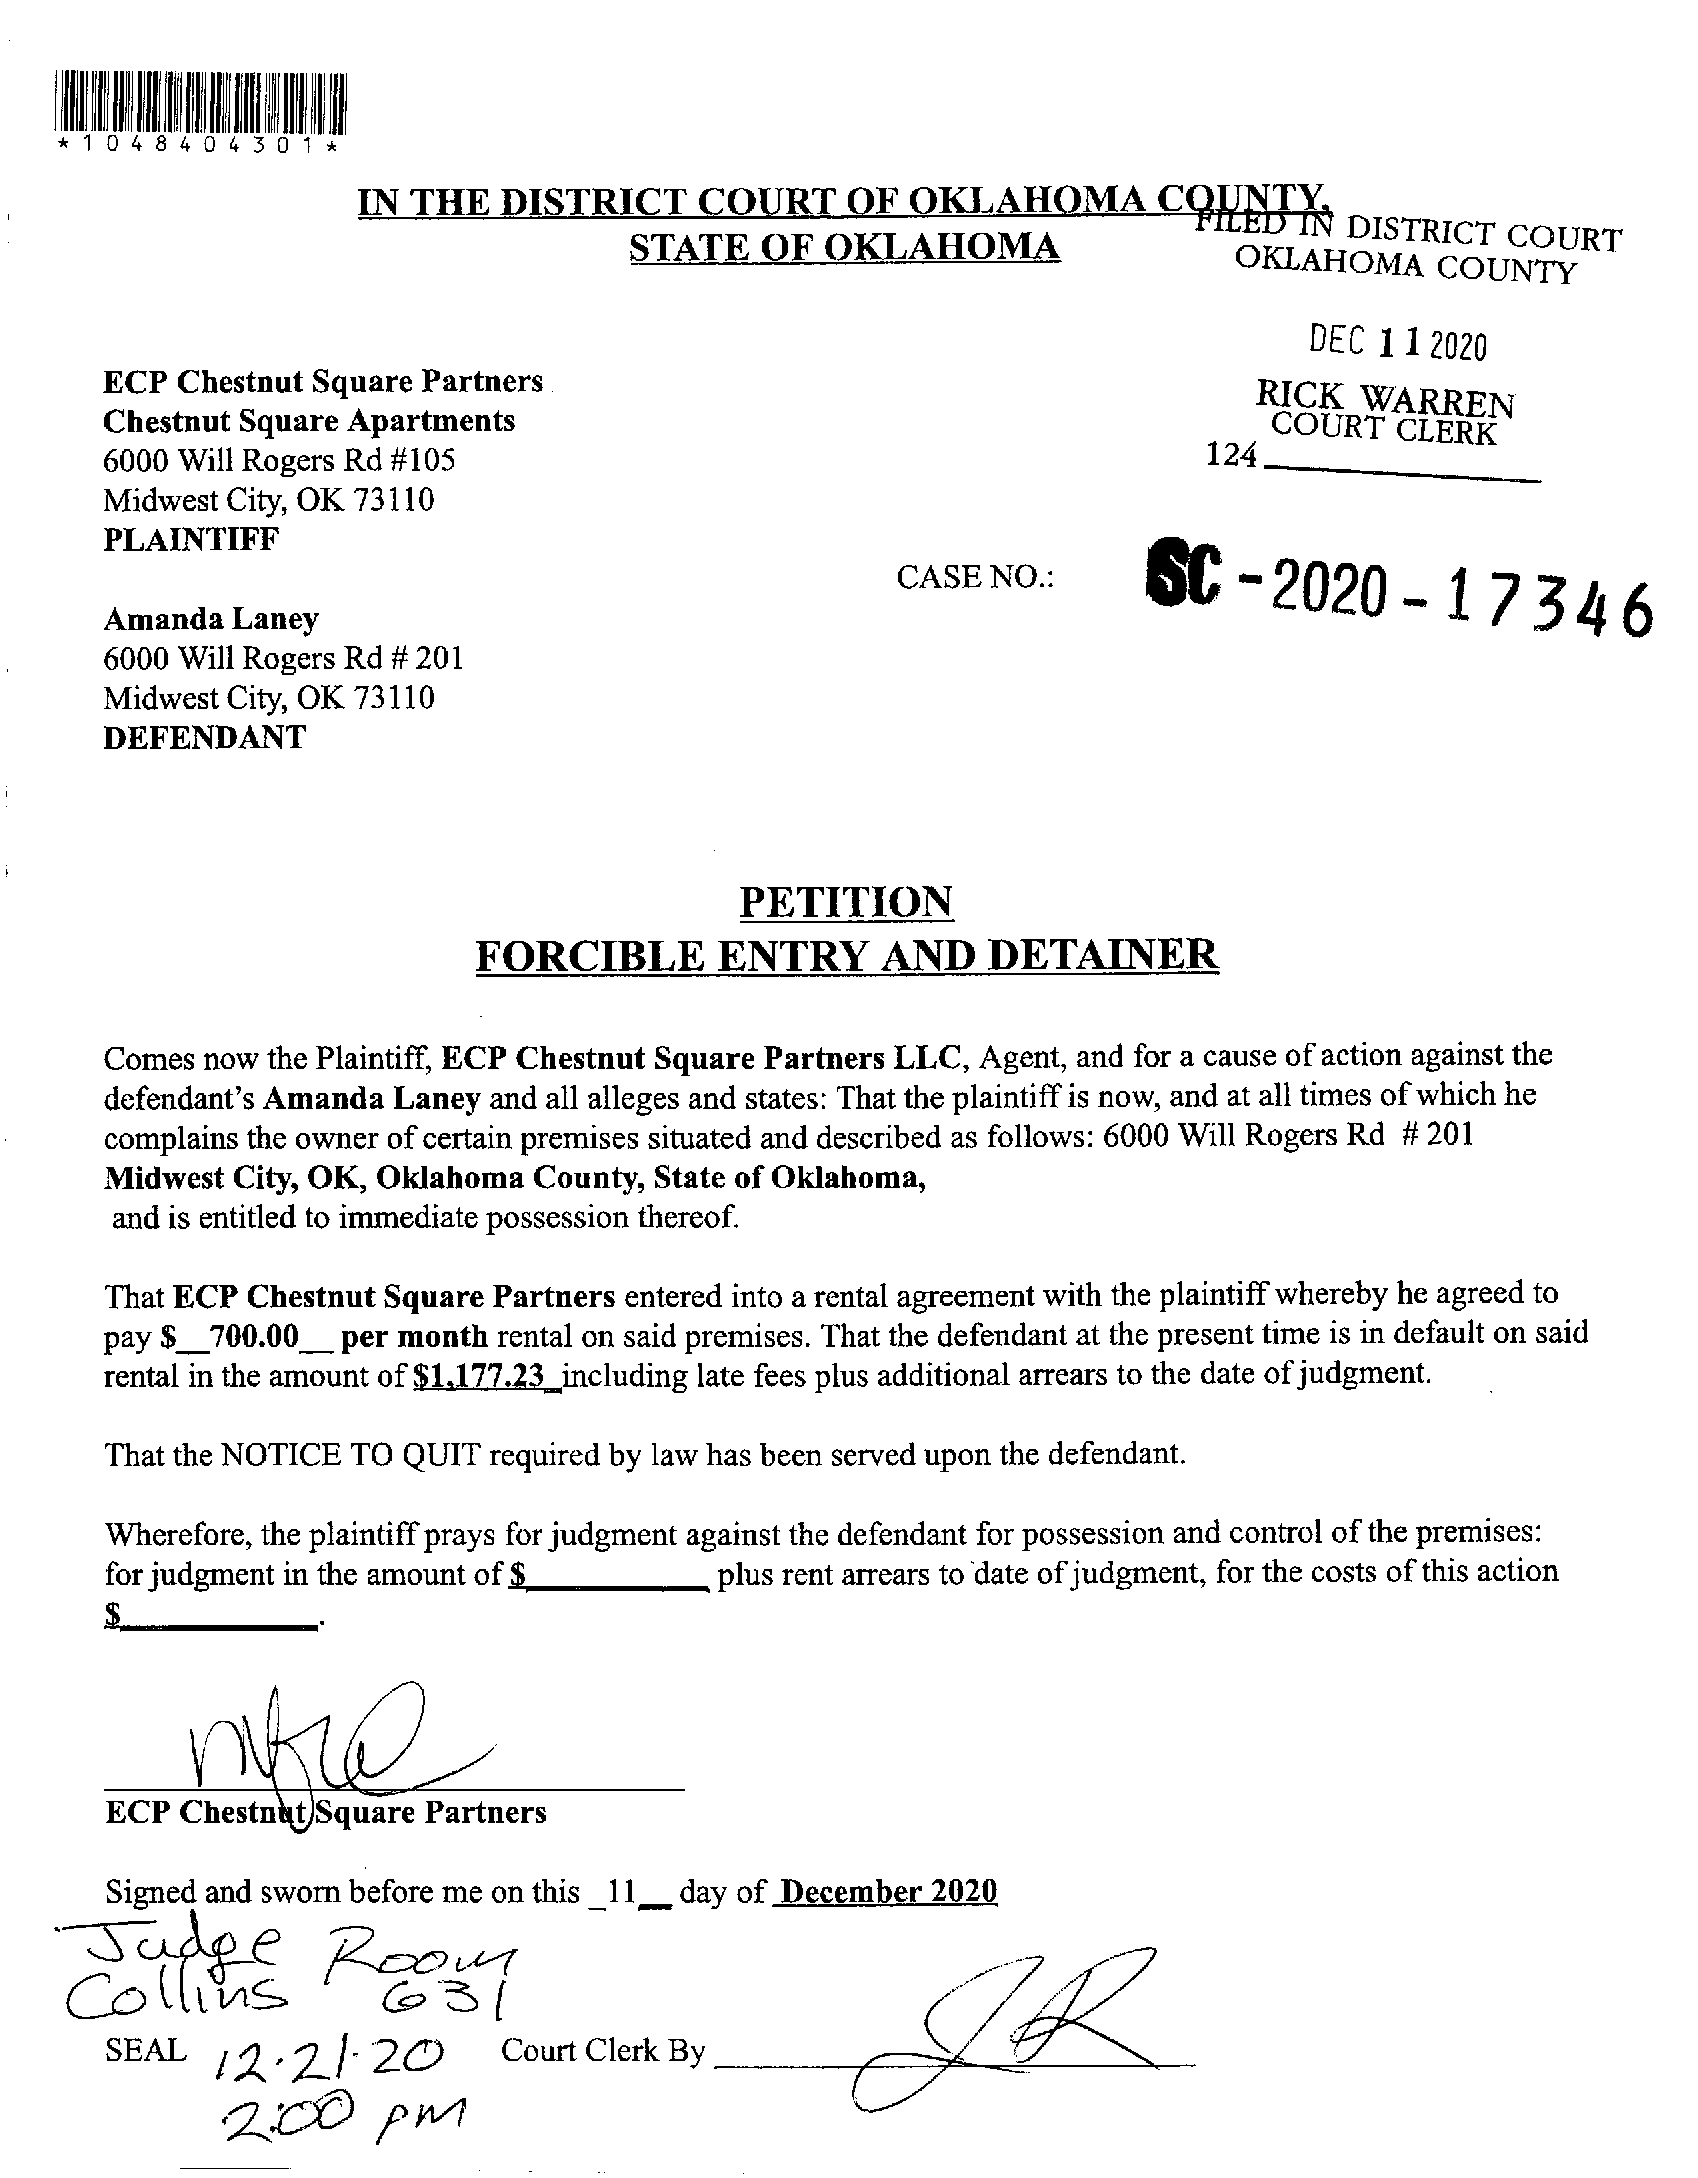 *1048404301*
IN THE DISTRICT COURT OF OKLAHOMA COUNTY,
STATE OF OKLAHOMA
FILED IN DISTRICT COURT
OKLAHOMA COUNTY
DEC 11 2020
RICK WARREN
COURT CLERK
124
ECP Chestnut Square Partners
Chestnut Square Apartments
6000 Will Rogers Rd #105
Midwest City, OK 73110
PLAINTIFF
CASE NO.: SC - 2020 - 17346
Amanda Laney
6000 Will Rogers Rd # 201
Midwest City, OK 73110
DEFENDANT
PETITION
FORCIBLE ENTRY AND DETAINER
Comes now the Plaintiff, ECP Chestnut Square Partners LLC, Agent, and for a cause of action against the
defendant’s Amanda Laney and all alleges and states: That the plaintiff is now, and at all times of which he
complains the owner of certain premises situated and described as follows: 6000 Will Rogers Rd # 201
Midwest City, OK, Oklahoma County, State of Oklahoma,
and is entitled to immediate possession thereof.
That ECP Chestnut Square Partners entered into a rental agreement with the plaintiff whereby he agreed to
pay $__700.00__ per month rental on said premises. That the defendant at the present time is in default on said
rental in the amount of $1,177.23_including late fees plus additional arrears to the date of judgment.
That the NOTICE TO QUIT required by law has been served upon the defendant.
Wherefore, the plaintiff prays for judgment against the defendant for possession and control of the premises:
for judgment in the amount of $__________ plus rent arrears to date of judgment, for the costs of this action
$___________.
ECP Chestnut Square Partners
Signed and sworn before me on this _11__ day of December 2020
Judge Room
Collins 631
SEAL 12.21.20 Court Clerk By
2:00 PM